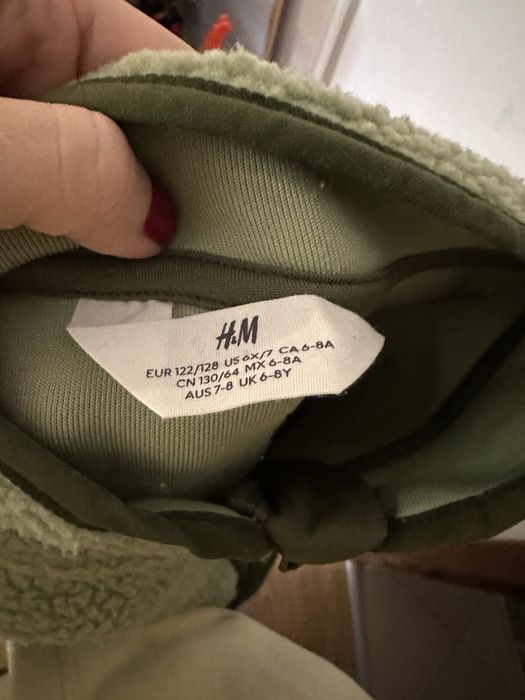 H&M
EUR 122/128 US 6X/7 CA 6-8A
CN 130/64 MX 6-8A
AUS 7-8 UK 6-8Y